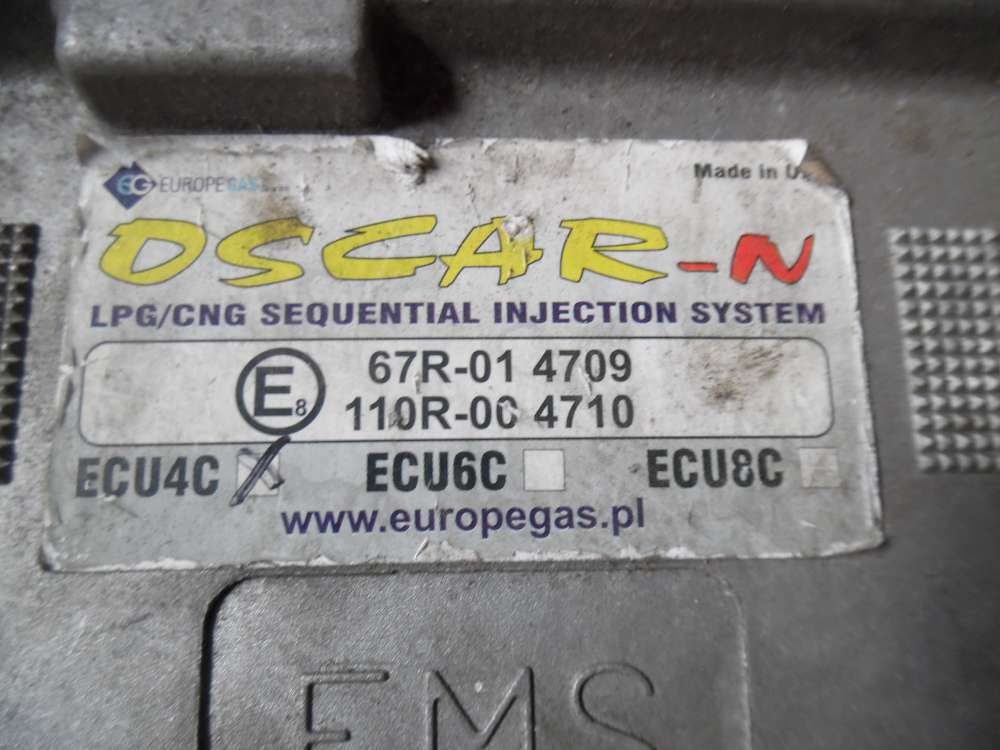 EG EUROPEGAS
Made in
OSCAR-N
LPG/CNG SEQUENTIAL INJECTION SYSTEM
E8 67R-01 4709
110R-00 4710
ECU4C ECU6C ECU8C
www.europegas.pl
EMS